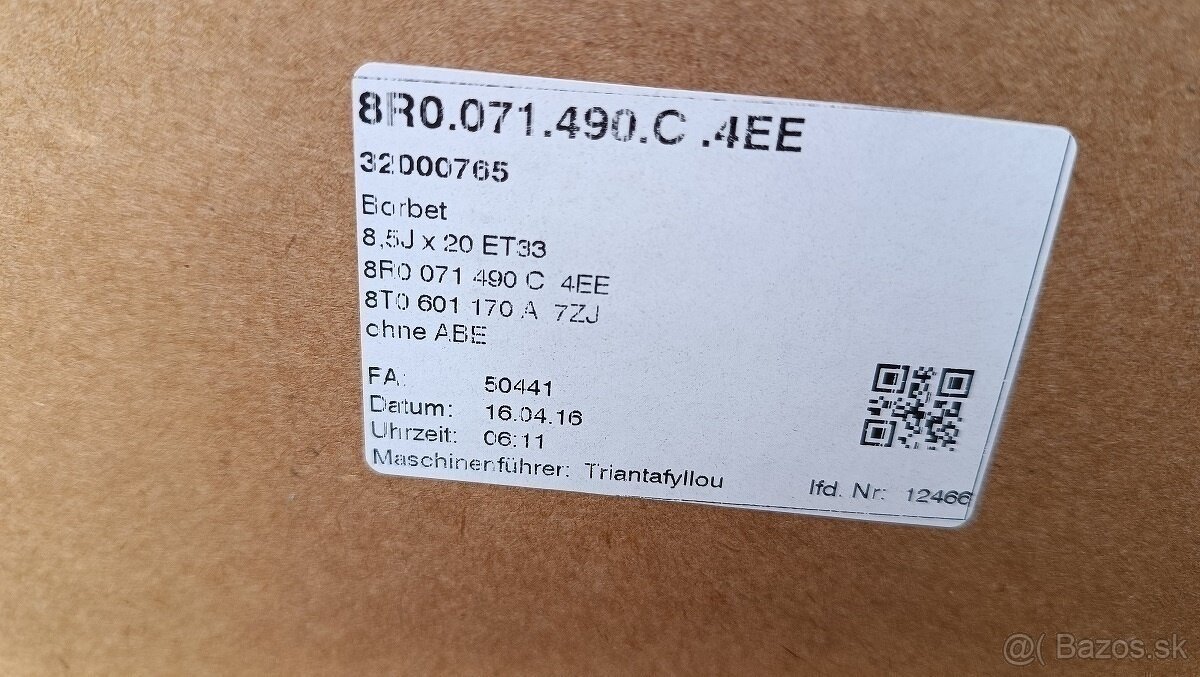 8R0.071.490.C .4EE
32000765
Borbet
8,5J x 20 ET33
8R0 071 490 C 4EE
8T0 601 170 A 7ZJ
ohne ABE
FA: 50441
Datum: 16.04.16
Uhrzeit: 06:11
Maschinenführer: Triantafyllou
lfd. Nr: 12466
@( Bazos.sk